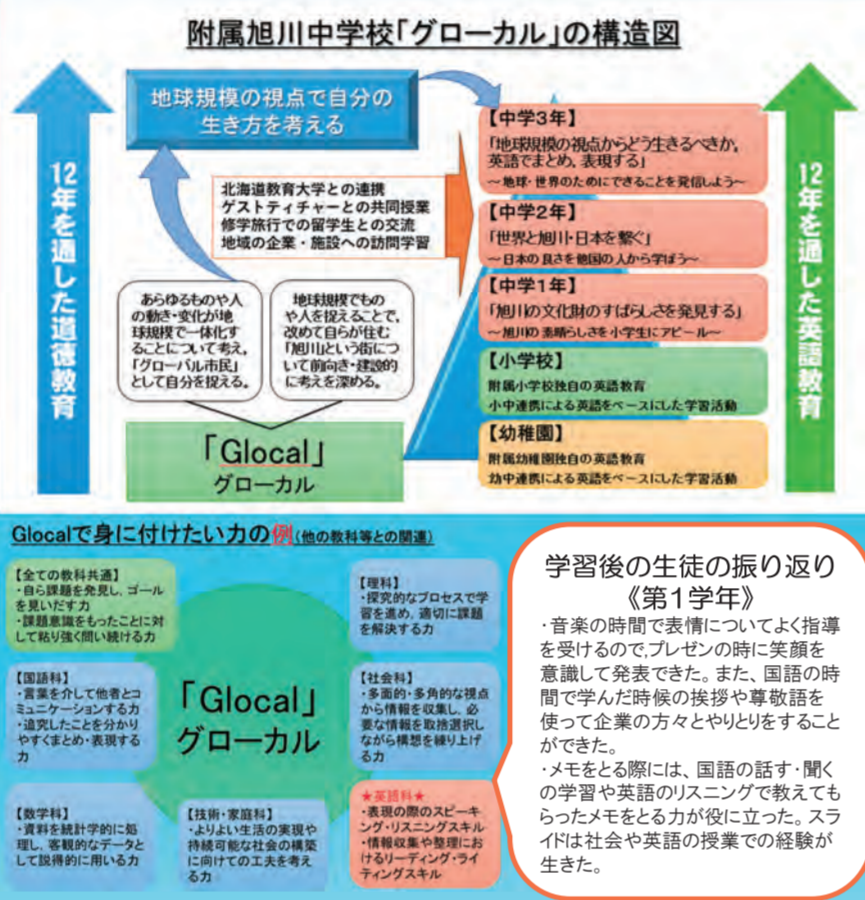 附属旭川中学校「グローカル」の構造図
12年を通した道徳教育
地球規模の視点で自分の
生き方を考える
北海道教育大学との連携
ゲストティチャーとの共同授業
修学旅行での留学生との交流
地域の企業・施設への訪問学習
あらゆるものや人
の動き・変化が地
球規模で一体化す
ることについて考え,
「グローバル市民」
として自分を捉える。
地球規模でもの
や人を捉えることで,
改めて自らが住む
「旭川」という街につ
いて前向き・建設的
に考えを深める。
「Glocal」
グローカル
【中学3年】
「地球規模の視点からどう生きるべきか,
英語でまとめ、表現する」
～地球・世界のためにできることを発信しよう～
【中学2年】
「世界と旭川・日本を繋ぐ」
～日本の良さを他国の人から学ぼう～
【中学1年】
「旭川の文化財のすばらしさを発見する」
～旭川の素晴らしさを小学生にアピール～
【小学校】
附属小学校独自の英語教育
小中連携による英語をベースにした学習活動
【幼稚園】
附属幼稚園独自の英語教育
幼中連携による英語をベースにした学習活動
12年を通した英語教育
Glocalで身に付けたい力の例(他の教科等との関連)
【全ての教科共通】
・自ら課題を発見し、ゴール
を見いだす力
・課題意識をもったことに対
して粘り強く問い続ける力
【国語科】
・言葉を介して他者とコ
ミュニケーションする力
・追究したことを分かり
やすくまとめ・表現する
力
【数学科】
・資料を統計学的に処
理し、客観的なデータと
して説得的に用いる力
「Glocal」
グローカル
【技術・家庭科】
・よりよい生活の実現や
持続可能な社会の構築
に向けての工夫を考え
る力
【理科】
・探究的なプロセスで学
習を進め、適切に課題
を解決する力
【社会科】
・多面的・多角的な視点
から情報を収集し、必
要な情報を取捨選択し
ながら構想を練り上げ
る力
★英語科★
・表現の際のスピーキ
ング・リスニングスキル
・情報収集や整理にお
けるリーディング・ライ
ティングスキル
学習後の生徒の振り返り
《第1学年》
・音楽の時間で表情についてよく指導
を受けるので,プレゼンの時に笑顔を
意識して発表できた。また、国語の時
間で学んだ時候の挨拶や尊敬語を
使って企業の方々とやりとりをすること
ができた。
・メモをとる際には、国語の話す・聞く
の学習や英語のリスニングで教えても
らったメモをとる力が役に立った。スラ
イドは社会や英語の授業での経験が
生きた。